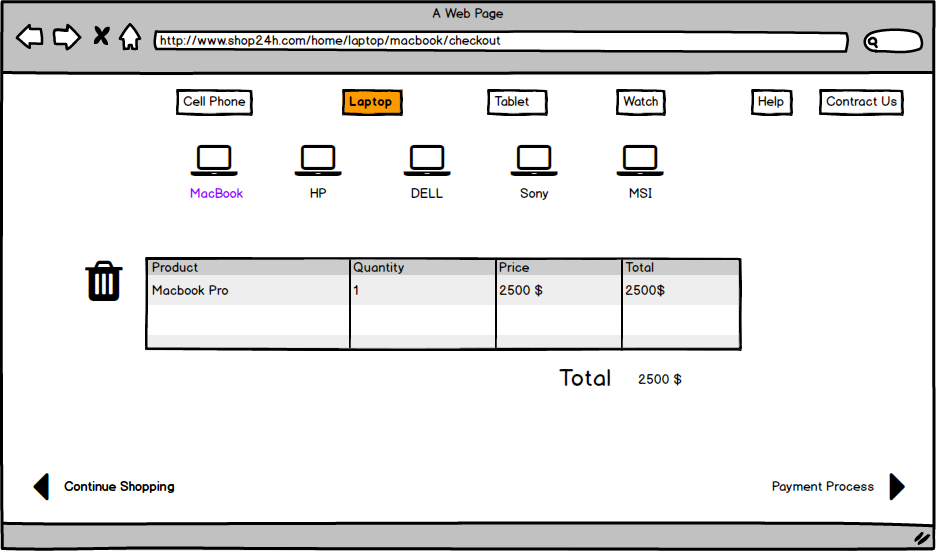 A Web Page
http://www.shop24h.com/home/laptop/macbook/checkout
Cell Phone Laptop Tablet Watch Help Contract Us
MacBook HP DELL Sony MSI
Product Quantity Price Total
Macbook Pro 1 2500 $ 2500$
Total 2500 $
Continue Shopping Payment Process